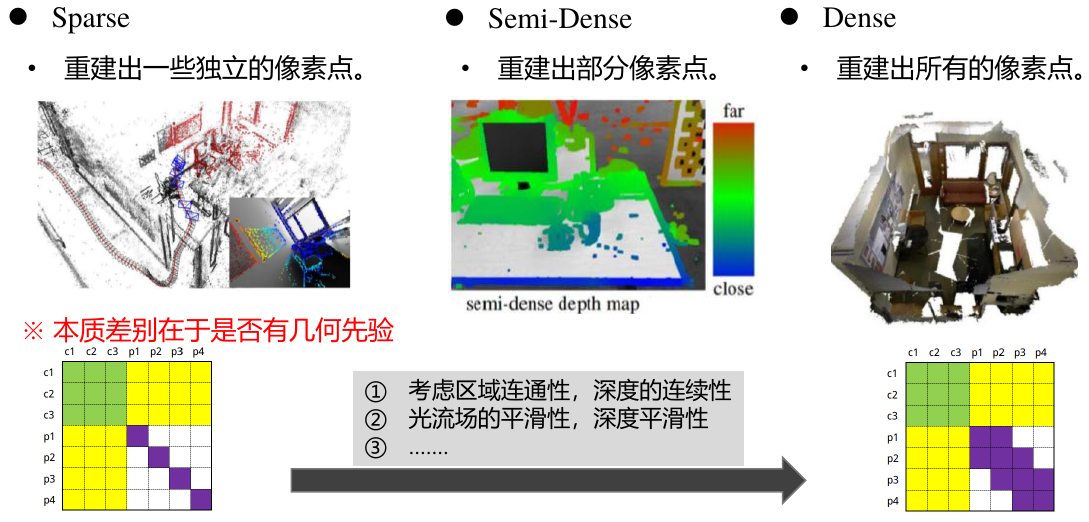 ● Sparse
• 重建出一些独立的像素点。
● Semi-Dense
• 重建出部分像素点。
● Dense
• 重建出所有的像素点。
far
close
semi-dense depth map
※ 本质差别在于是否有几何先验
c1 c2 c3 p1 p2 p3 p4
c1
c2
c3
p1
p2
p3
p4
① 考虑区域连通性，深度的连续性
② 光流场的平滑性，深度平滑性
③ .......
c1 c2 c3 p1 p2 p3 p4
c1
c2
c3
p1
p2
p3
p4